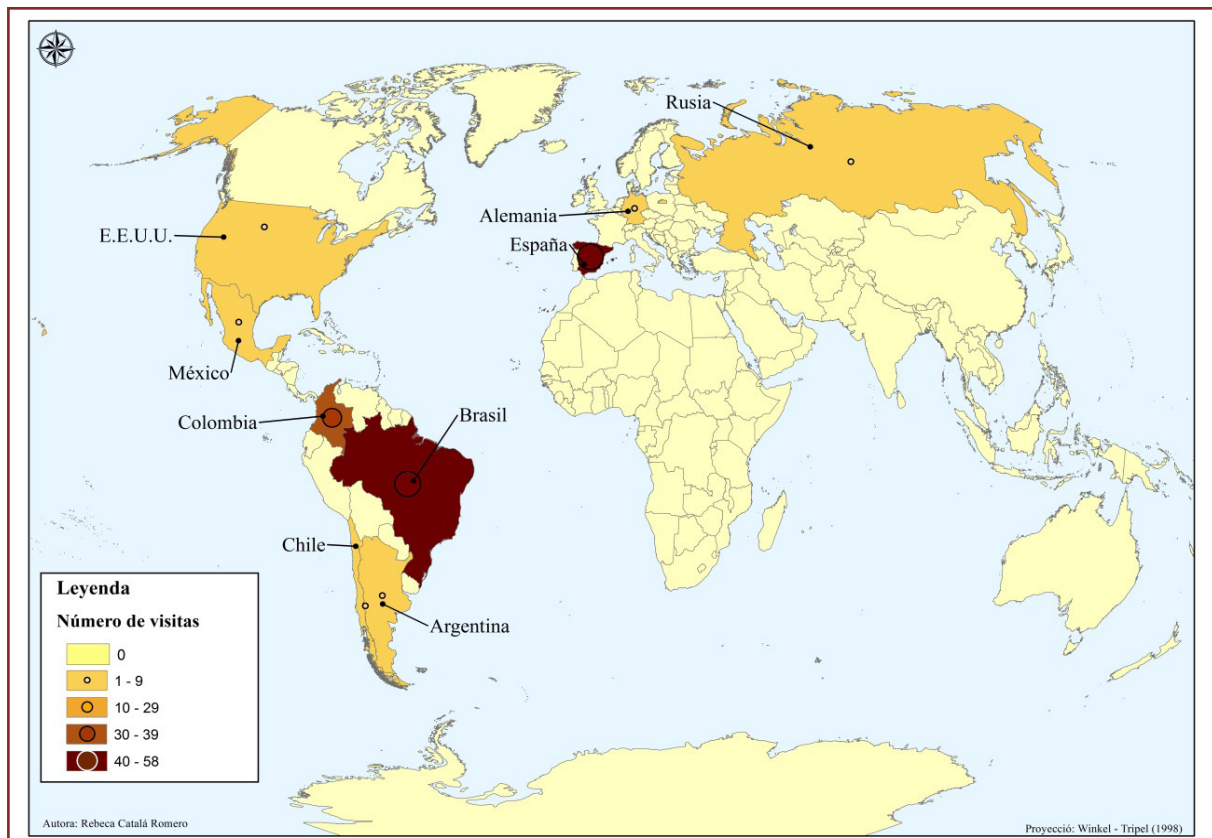 Rusia
Alemania
E.E.U.U.
España
México
Colombia
Brasil
Chile
Argentina
Leyenda
Número de visitas
0
1 - 9
10 - 29
30 - 39
40 - 58
Autora: Rebeca Catalá Romero
Proyecció: Winkel - Tripel (1998)